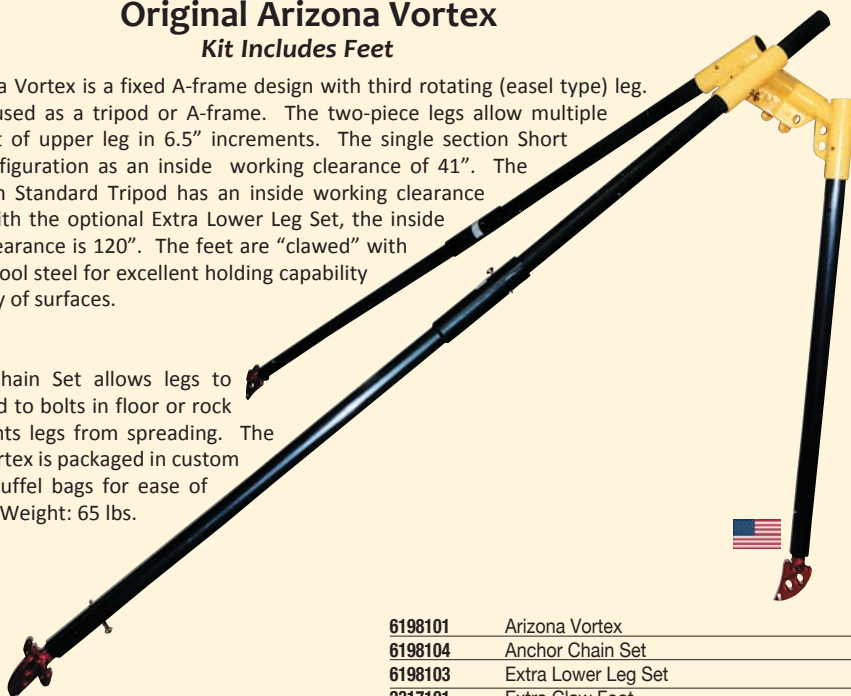 Original Arizona Vortex
Kit Includes Feet
Vortex is a fixed A-frame design with third rotating (easel type) leg.
used as a tripod or A-frame. The two-piece legs allow multiple
of upper leg in 6.5” increments. The single section Short
figuration as an inside working clearance of 41”. The
Standard Tripod has an inside working clearance
ith the optional Extra Lower Leg Set, the inside
earance is 120”. The feet are “clawed” with
ool steel for excellent holding capability
of surfaces.
hain Set allows legs to
d to bolts in floor or rock
nts legs from spreading. The
rtex is packaged in custom
uffel bags for ease of
Weight: 65 lbs.
6198101 Arizona Vortex
6198104 Anchor Chain Set
6198103 Extra Lower Leg Set
Extra Claw Feet